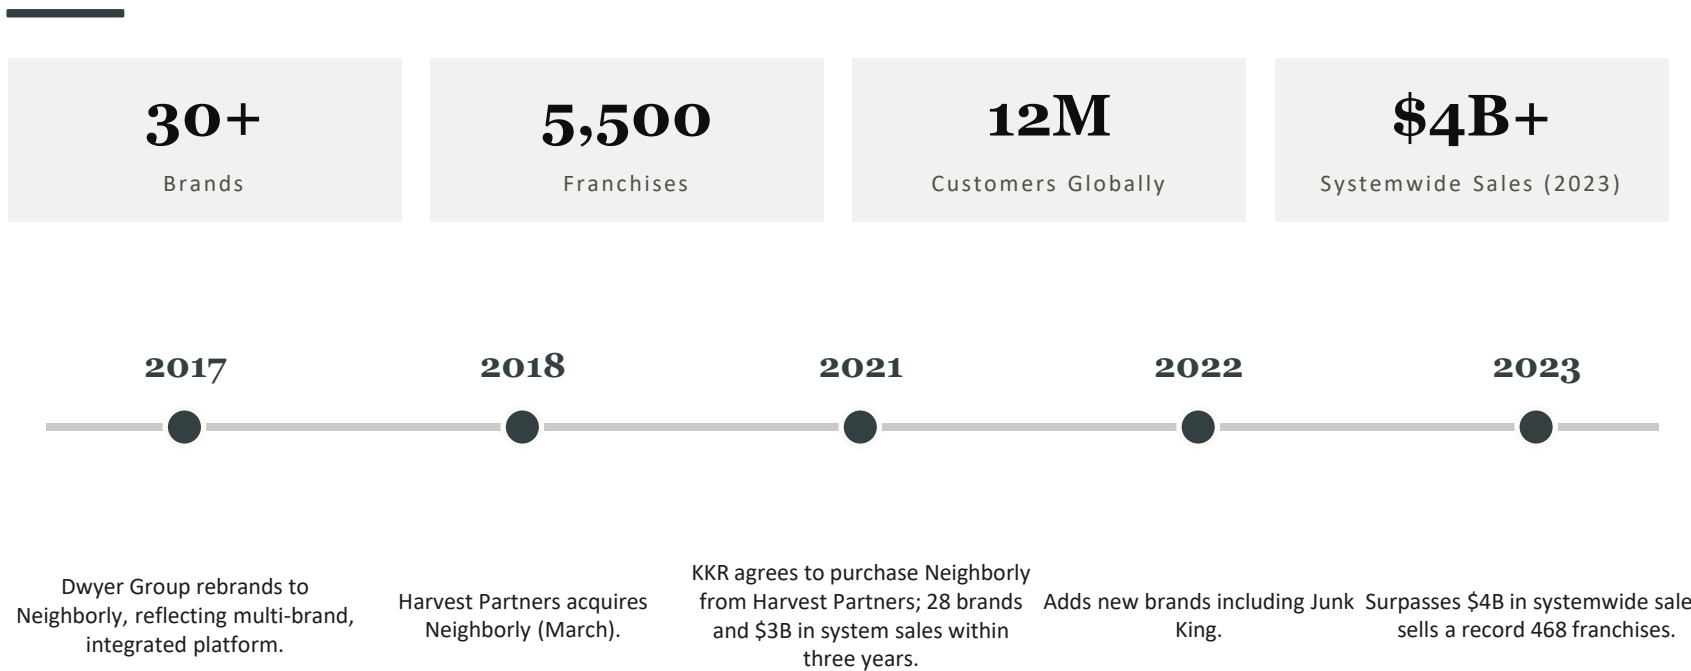 30+
Brands
5,500
Franchises
12M
Customers Globally
$4B+
Systemwide Sales (2023)
2017
2018
2021
2022
2023
Dwyer Group rebrands to
Neighborly, reflecting multi-brand,
integrated platform.
Harvest Partners acquires
Neighborly (March).
KKR agrees to purchase Neighborly
from Harvest Partners; 28 brands
and $3B in system sales within
three years.
Adds new brands including Junk
King.
Surpasses $4B in systemwide sale
sells a record 468 franchises.